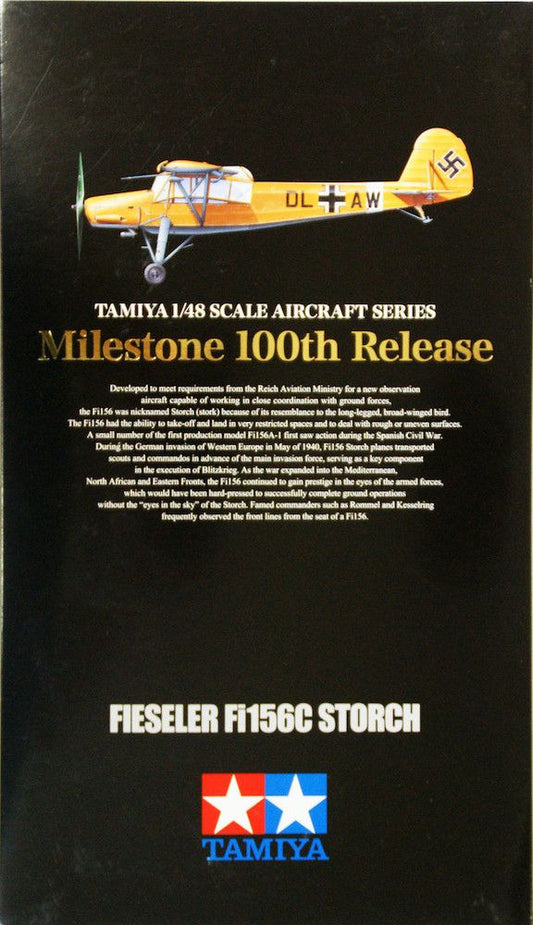 DL AW
TAMIYA 1/48 SCALE AIRCRAFT SERIES
Milestone 100th Release
Developed to meet requirements from the Reich Aviation Ministry for a new observation
aircraft capable of working in close coordination with ground forces,
the Fi156 was nicknamed Storch (stork) because of its resemblance to the long-legged, broad-winged bird.
The Fi156 had the ability to take-off and land in very restricted spaces and to deal with rough or uneven surfaces.
A small number of the first production model Fi156A-1 first saw action during the Spanish Civil War.
During the German invasion of Western Europe in May of 1940, Fi156 Storch planes transported
scouts and commandos in advance of the main invasion force, serving as a key component
in the execution of Blitzkrieg. As the war expanded into the Mediterranean,
North African and Eastern Fronts, the Fi156 continued to gain prestige in the eyes of the armed forces,
which would have been hard-pressed to successfully complete ground operations
without the “eyes in the sky” of the Storch. Famed commanders such as Rommel and Kesselring
frequently observed the front lines from the seat of a Fi156.
FIESELER Fi156C STORCH
TAMIYA